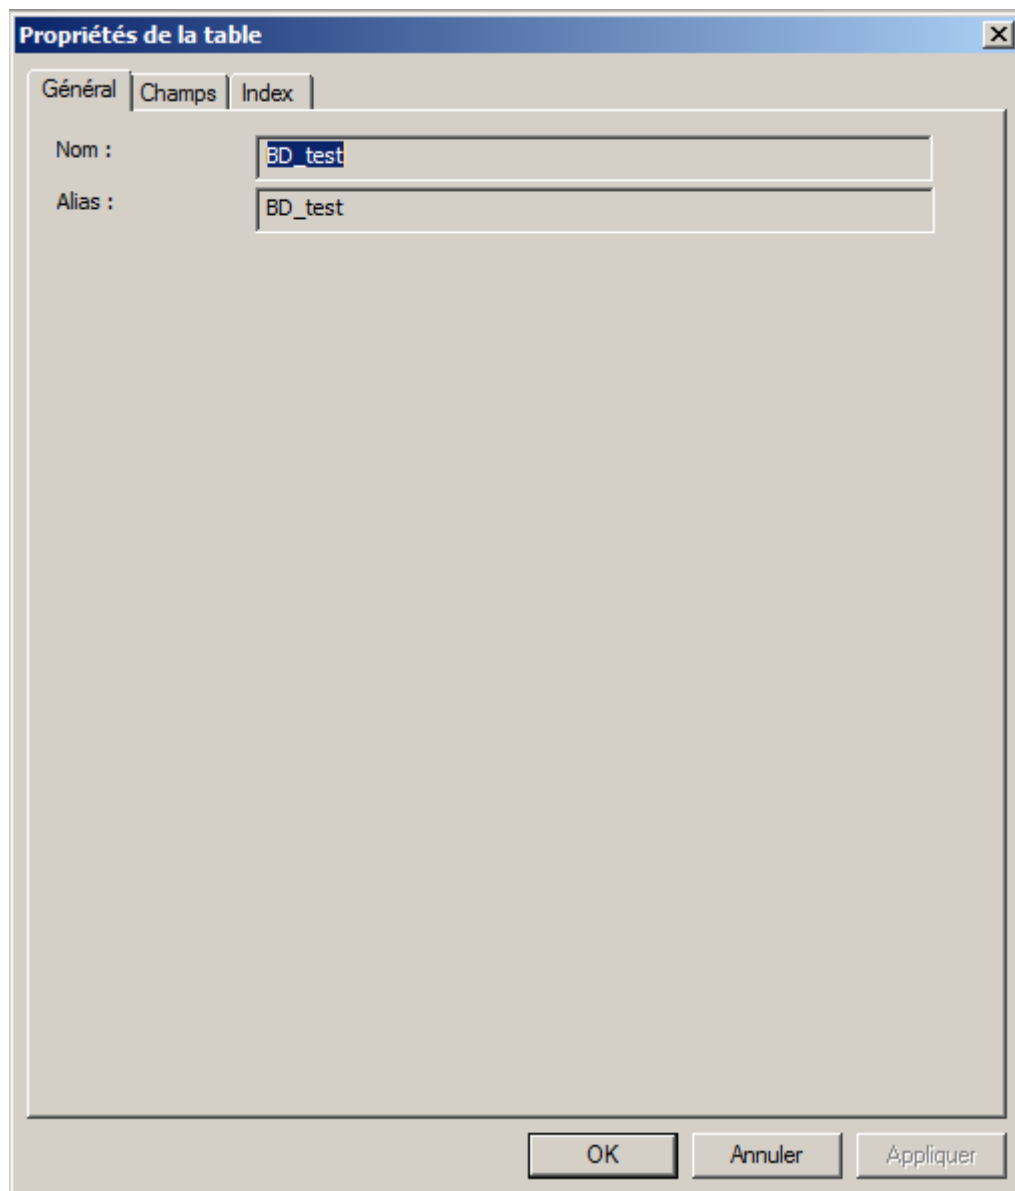 Propriétés de la table
Général Champs Index
Nom : BD_test
Alias : BD_test
OK Annuler Appliquer